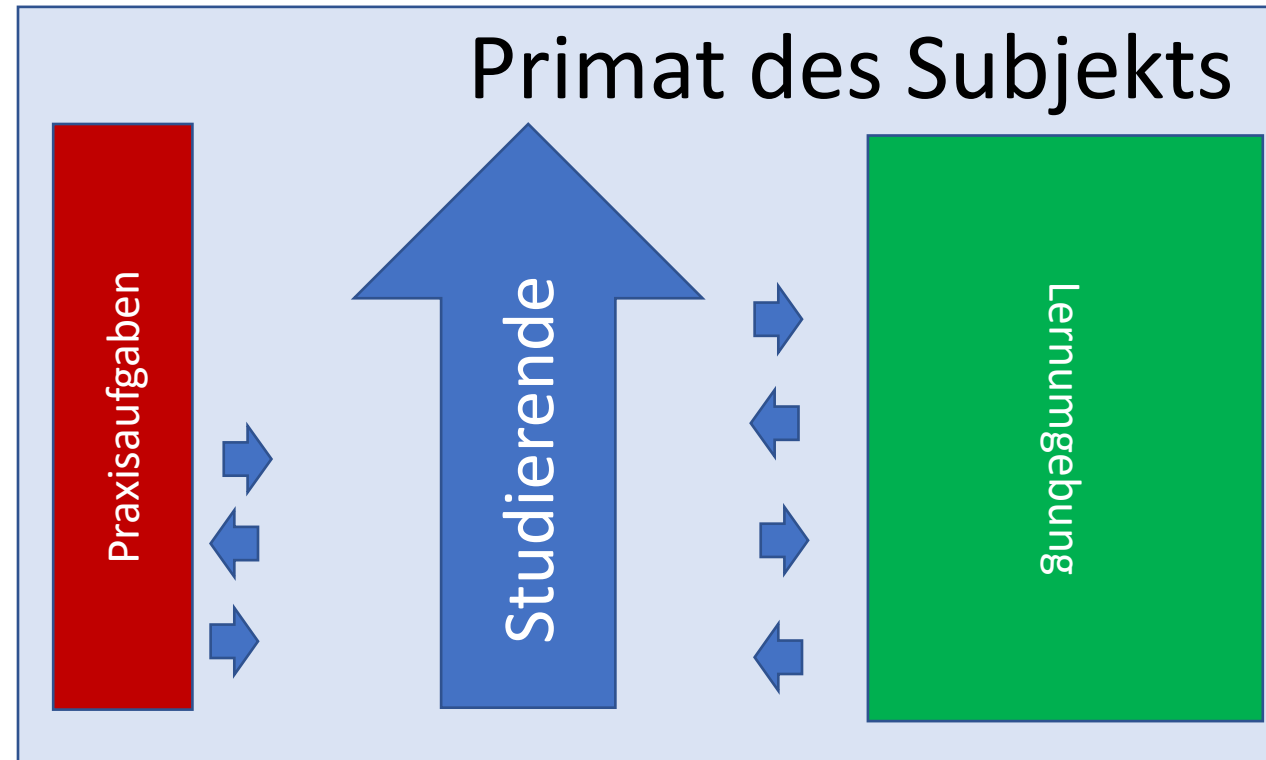 Primat des Subjekts
Praxisaufgaben
Studierende
Lernumgebung